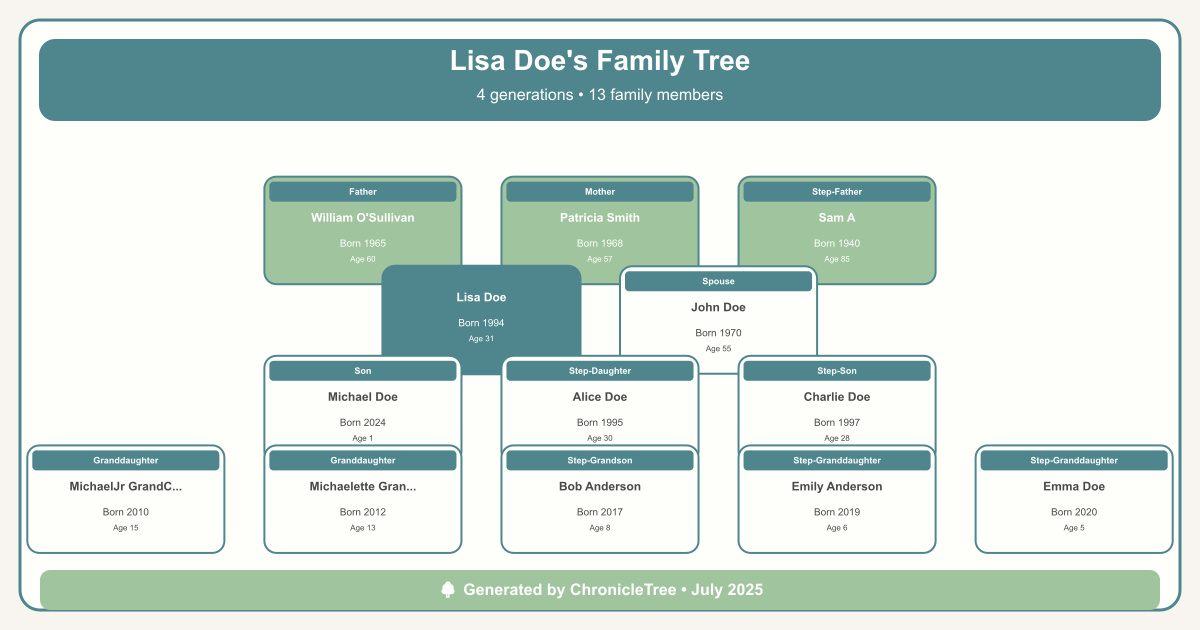 Lisa Doe's Family Tree
4 generations • 13 family members
Father
William O'Sullivan
Born 1965
Age 60
Mother
Patricia Smith
Born 1968
Age 57
Step-Father
Sam A
Born 1940
Age 85
Lisa Doe
Born 1994
Age 31
Spouse
John Doe
Born 1970
Age 55
Son
Michael Doe
Born 2024
Age 1
Step-Daughter
Alice Doe
Born 1995
Age 30
Step-Son
Charlie Doe
Born 1997
Age 28
Granddaughter
MichaelJr GrandC...
Born 2010
Age 15
Granddaughter
Michaelette Gran...
Born 2012
Age 13
Step-Grandson
Bob Anderson
Born 2017
Age 8
Step-Granddaughter
Emily Anderson
Born 2019
Age 6
Step-Granddaughter
Emma Doe
Born 2020
Age 5
Generated by ChronicleTree • July 2025